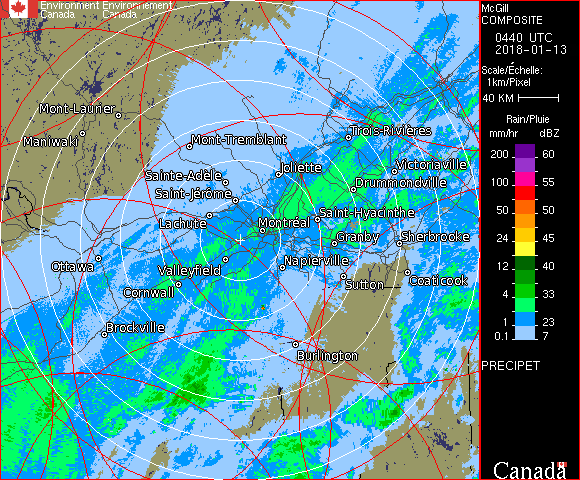 Environment Environnement
Canada Canada
McGill
COMPOSITE
0440 UTC
2018-01-13
Scale/Échelle:
1km/Pixel
40 KM
Rain/Pluie
mm/hr dBZ
200 60
100 55
50 50
24 45
12 40
4 33
1 23
0.1 7
PRECIPET
Canada
Mont-Laurier
Maniwaki
Mont-Tremblant
Trois-Rivières
Joliette
Victoriaville
Sainte-Adèle
Drummondville
Saint-Jérôme
Saint-Hyacinthe
Lachute
Montréal
Granby
Sherbrooke
Ottawa
Valleyfield
Napierville
Cornwall
Sutton
Coaticook
Brockville
Burlington